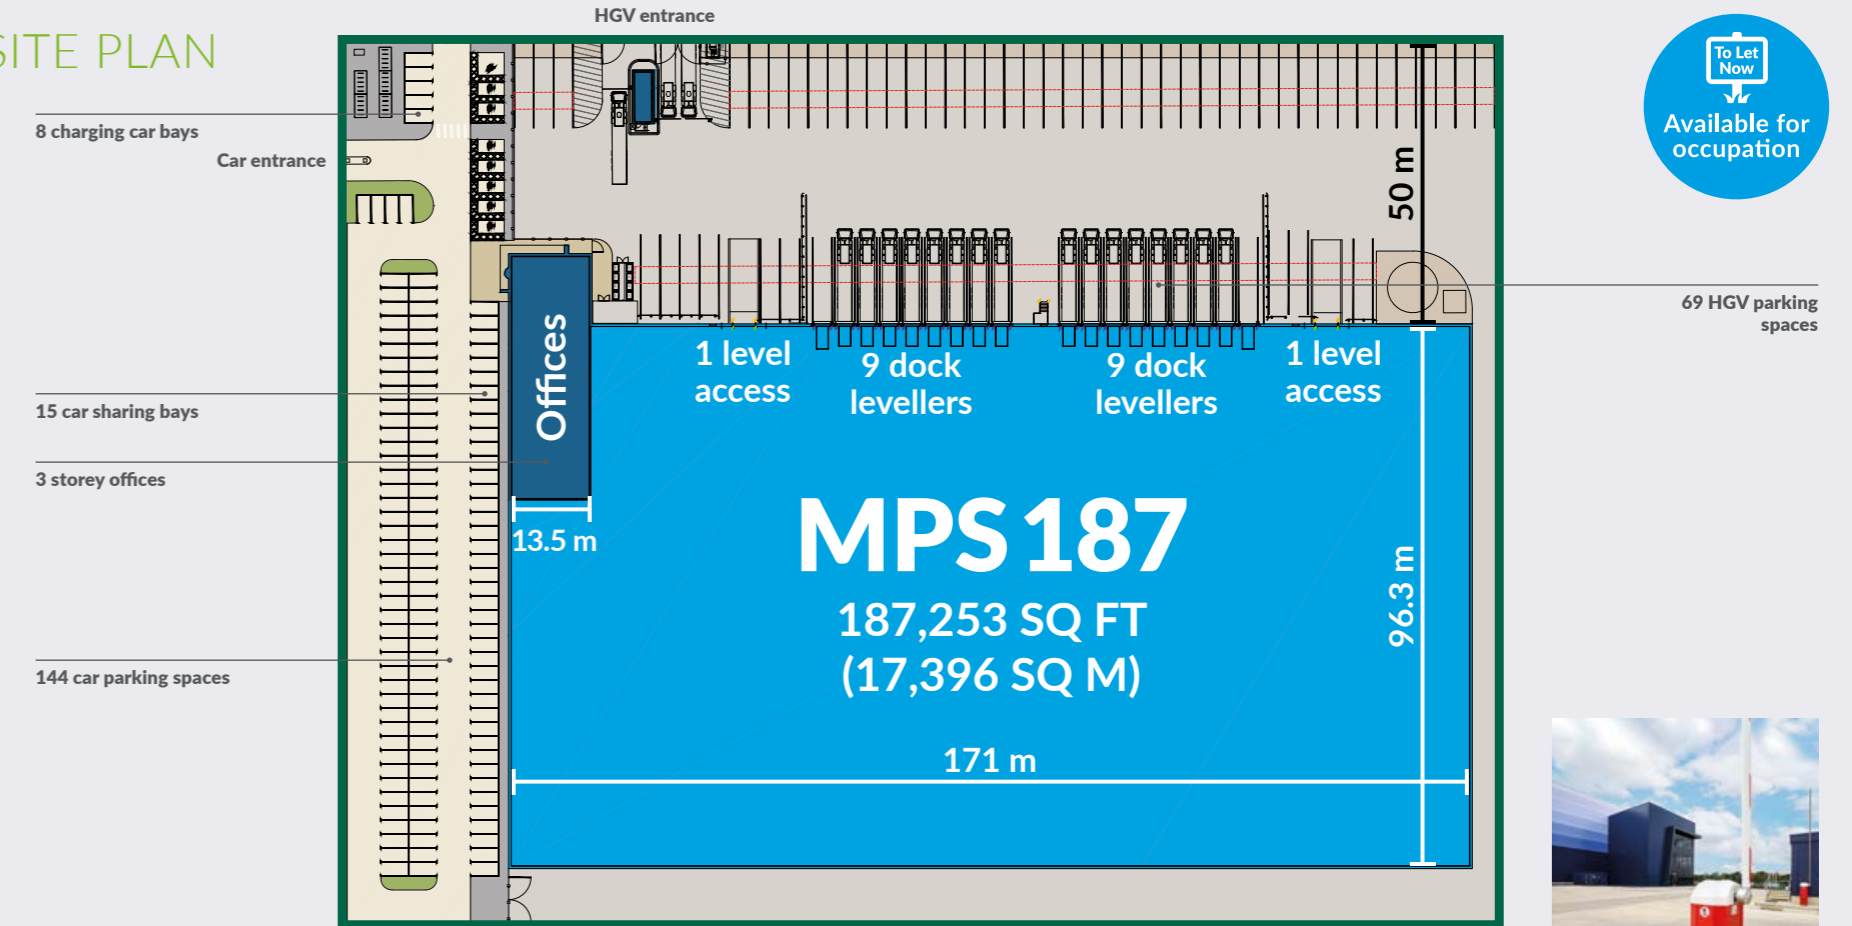 SITE PLAN
HGV entrance
To Let
Now
Available for
occupation
8 charging car bays
Car entrance
50 m
69 HGV parking
spaces
Offices
1 level
access
9 dock
levellers
9 dock
levellers
1 level
access
15 car sharing bays
3 storey offices
13.5 m
MPS 187
187,253 SQ FT
(17,396 SQ M)
96.3 m
144 car parking spaces
171 m